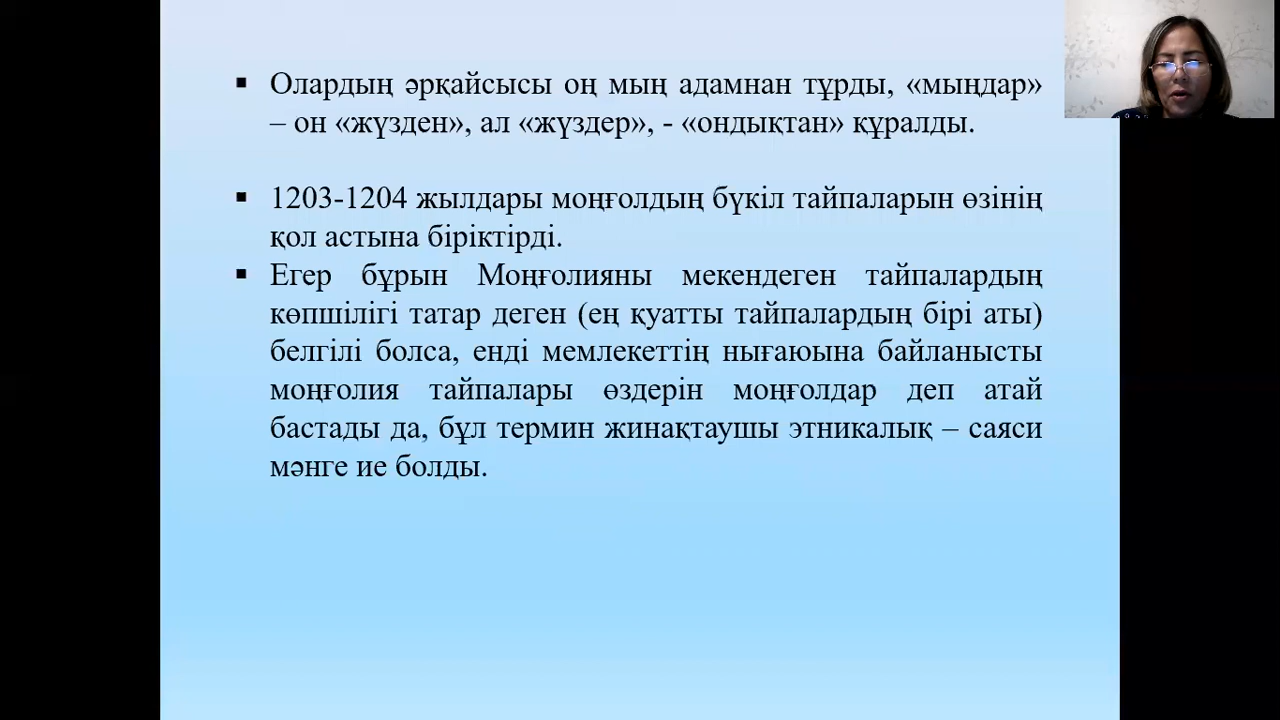 ▪ Олардың әрқайсысы оң мың адамнан тұрды, «мыңдар»
– он «жүзден», ал «жүздер», - «ондықтан» құралды.
▪ 1203-1204 жылдары моңғолдың бүкіл тайпаларын өзінің
қол астына біріктірді.
▪ Егер бұрын Моңғолияны мекендеген тайпалардың
көпшілігі татар деген (ең қуатты тайпалардың бірі аты)
белгілі болса, енді мемлекеттің нығаюына байланысты
моңғолия тайпалары өздерін моңғолдар деп атай
бастады да, бұл термин жинақтаушы этникалық – саяси
мәнге ие болды.